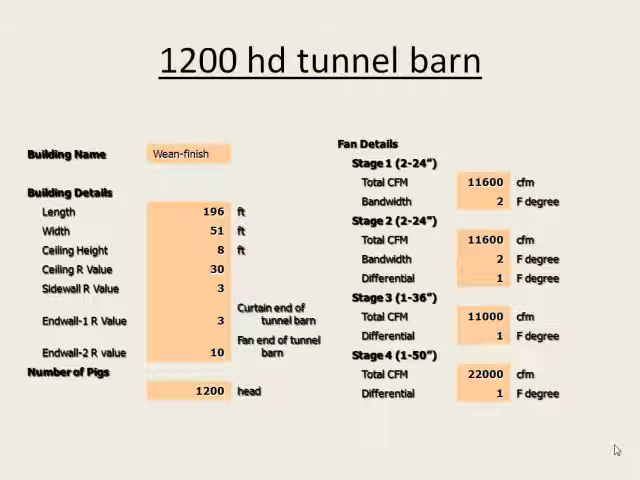 1200 hd tunnel barn
Building Name Wean-finish
Building Details
Length 196 ft
Width 51 ft
Ceiling Height 8 ft
Ceiling R Value 30
Sidewall R Value 3
Endwall-1 R Value 3 Curtain end of
tunnel barn
Endwall-2 R value 10 Fan end of tunnel
barn
Number of Pigs
1200 head
Fan Details
Stage 1 (2-24")
Total CFM 11600 cfm
Bandwidth 2 F degree
Stage 2 (2-24")
Total CFM 11600 cfm
Bandwidth 2 F degree
Differential 1 F degree
Stage 3 (1-36")
Total CFM 11000 cfm
Differential 1 F degree
Stage 4 (1-50")
Total CFM 22000 cfm
Differential 1 F degree